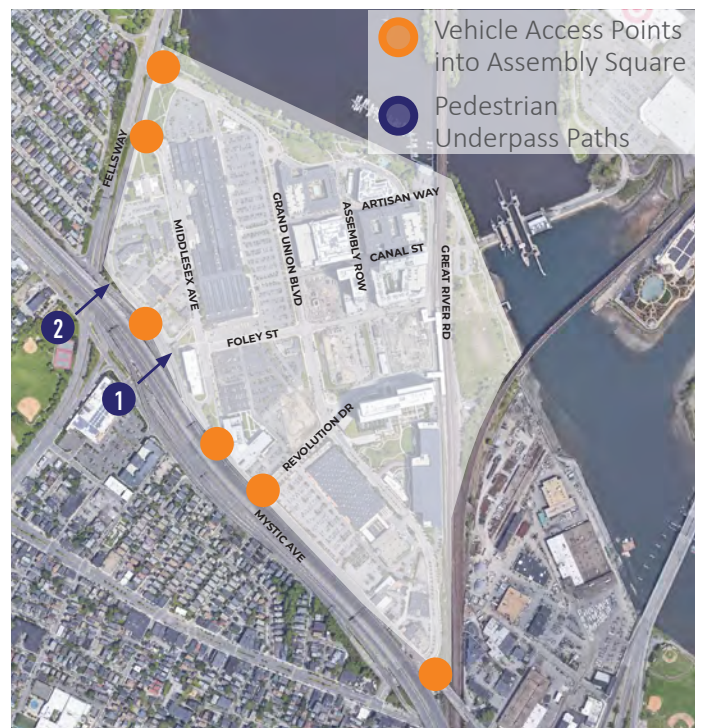 Vehicle Access Points
into Assembly Square
Pedestrian
Underpass Paths
FELLSWAY
MIDDLESEX AVE
GRAND UNION BLVD
ASSEMBLY ROW
ARTISAN WAY
CANAL ST
GREAT RIVER RD
FOLEY ST
2
1
REVOLUTION DR
MYSTIC AVE